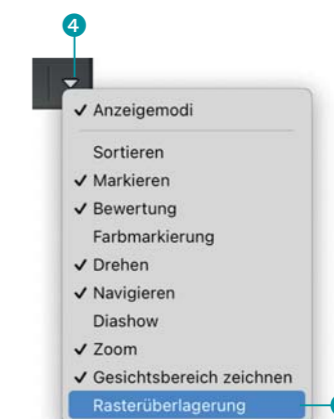 4
✓ Anzeigemodi
Sortieren
✓ Markieren
✓ Bewertung
Farbmarkierung
✓ Drehen
✓ Navigieren
Diashow
✓ Zoom
✓ Gesichtsbereich zeichnen
Rasterüberlagerung